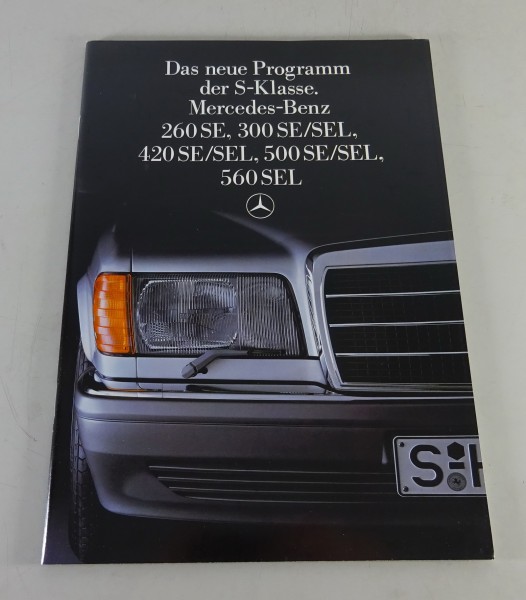 Das neue Programm
der S-Klasse.
Mercedes-Benz
260 SE, 300 SE/SEL,
420 SE/SEL, 500 SE/SEL,
560 SEL
S-H